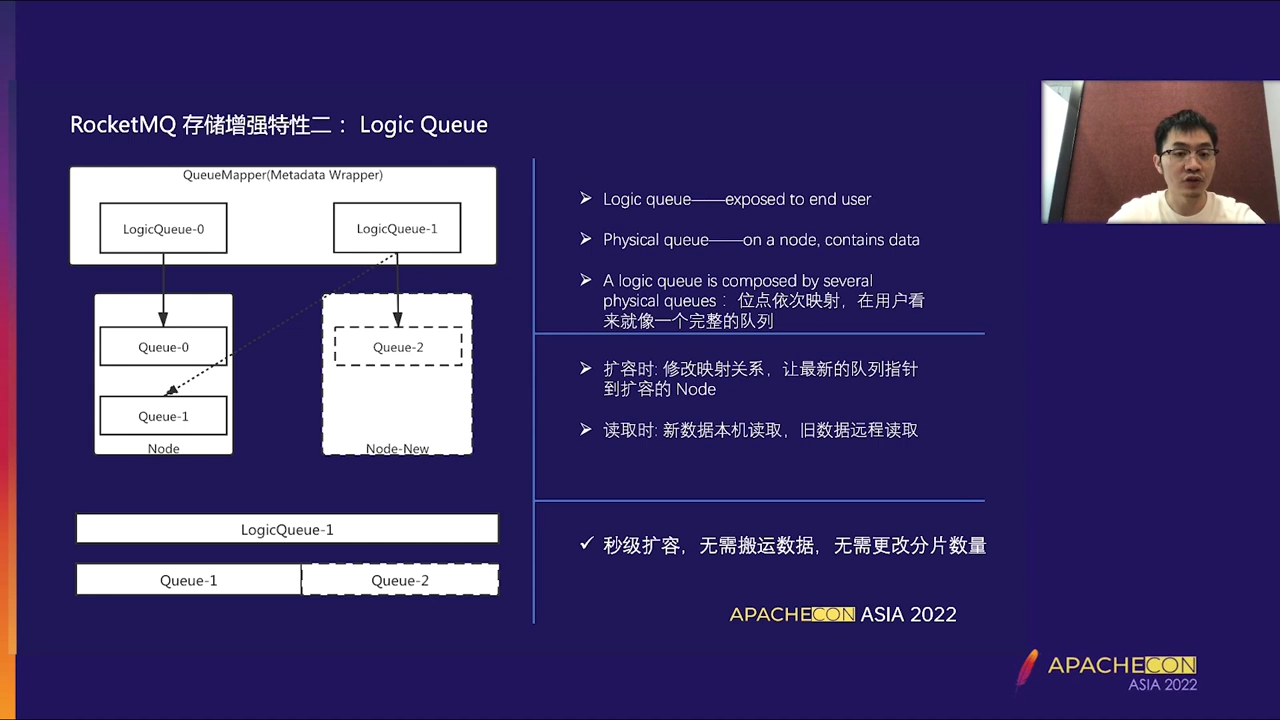 RocketMQ 存储增强特性二： Logic Queue
QueueMapper(Metadata Wrapper)
LogicQueue-0
LogicQueue-1
Queue-0
Queue-1
Node
Queue-2
Node-New
LogicQueue-1
Queue-1
Queue-2
Logic queue——exposed to end user
Physical queue——on a node, contains data
A logic queue is composed by several
physical queues： 位点依次映射，在用户看
来就像一个完整的队列
扩容时: 修改映射关系，让最新的队列指针
到扩容的 Node
读取时: 新数据本机读取，旧数据远程读取
✓ 秒级扩容，无需搬运数据，无需更改分片数量
APACHECON ASIA 2022
APACHECON
ASIA 2022